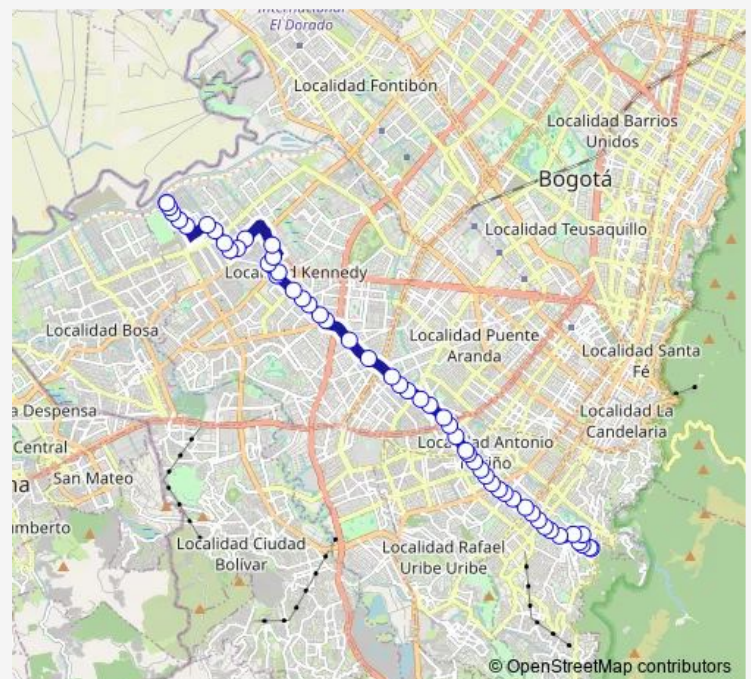 El Dorado
Localidad Fontibón
Localidad Barrios
Unidos
Bogotá
Localidad Teusaquillo
Localidad Kennedy
Localidad Bosa
Localidad Puente
Aranda
Localidad Santa
Fé
a Despensa
Localidad La
Candelaria
Central
Localidad Antonio
San Mateo
na
umberto
Localidad Ciudad
Bolívar
Localidad Rafael
Uribe Uribe
© OpenStreetMap contributors